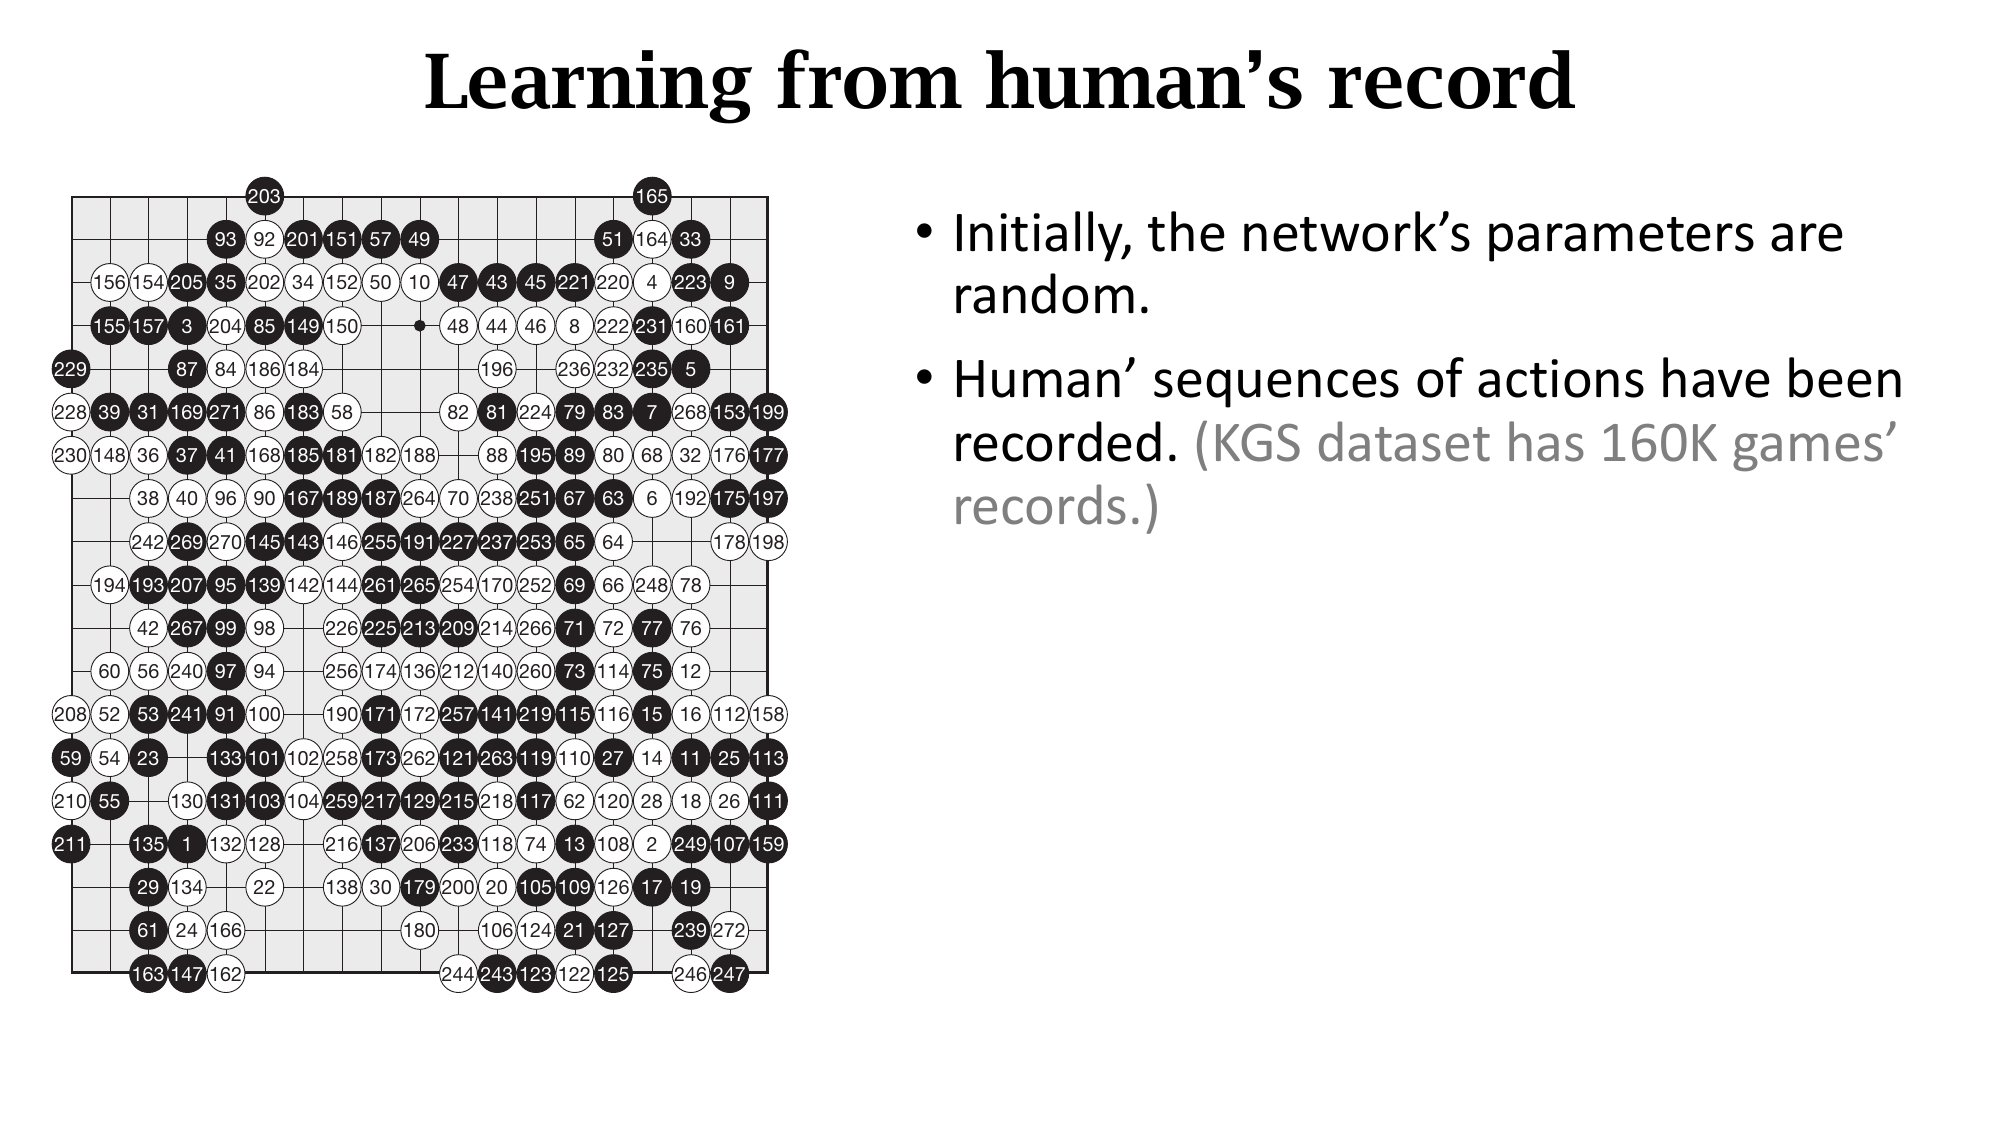 Learning from human’s record
203 165
93 92 201 151 57 49 51 164 33
156 154 205 35 202 34 152 50 10 47 43 45 221 220 4 223 9
155 157 3 204 85 149 150 48 44 46 8 222 231 160 161
229 87 84 186 184 196 236 232 235 5
228 39 31 169 271 86 183 58 82 81 224 79 83 7 268 153 199
230 148 36 37 41 168 185 181 182 188 88 195 89 80 68 32 176 177
38 40 96 90 167 189 187 264 70 238 251 67 63 6 192 175 197
242 269 270 145 143 146 255 191 227 237 253 65 64 178 198
194 193 207 95 139 142 144 261 265 254 170 252 69 66 248 78
42 267 99 98 226 225 213 209 214 266 71 72 77 76
60 56 240 97 94 256 174 136 212 140 260 73 114 75 12
208 52 53 241 91 100 190 171 172 257 141 219 115 116 15 16 112 158
59 54 23 133 101 102 258 173 262 121 263 119 110 27 14 11 25 113
210 55 130 131 103 104 259 217 129 215 218 117 62 120 28 18 26 111
211 135 1 132 128 216 137 206 233 118 74 13 108 2 249 107 159
29 134 22 138 30 179 200 20 105 109 126 17 19
61 24 166 180 106 124 21 127 239 272
163 147 162 244 243 123 122 125 246 247
• Initially, the network’s parameters are
random.
• Human’ sequences of actions have been
recorded. (KGS dataset has 160K games’
records.)